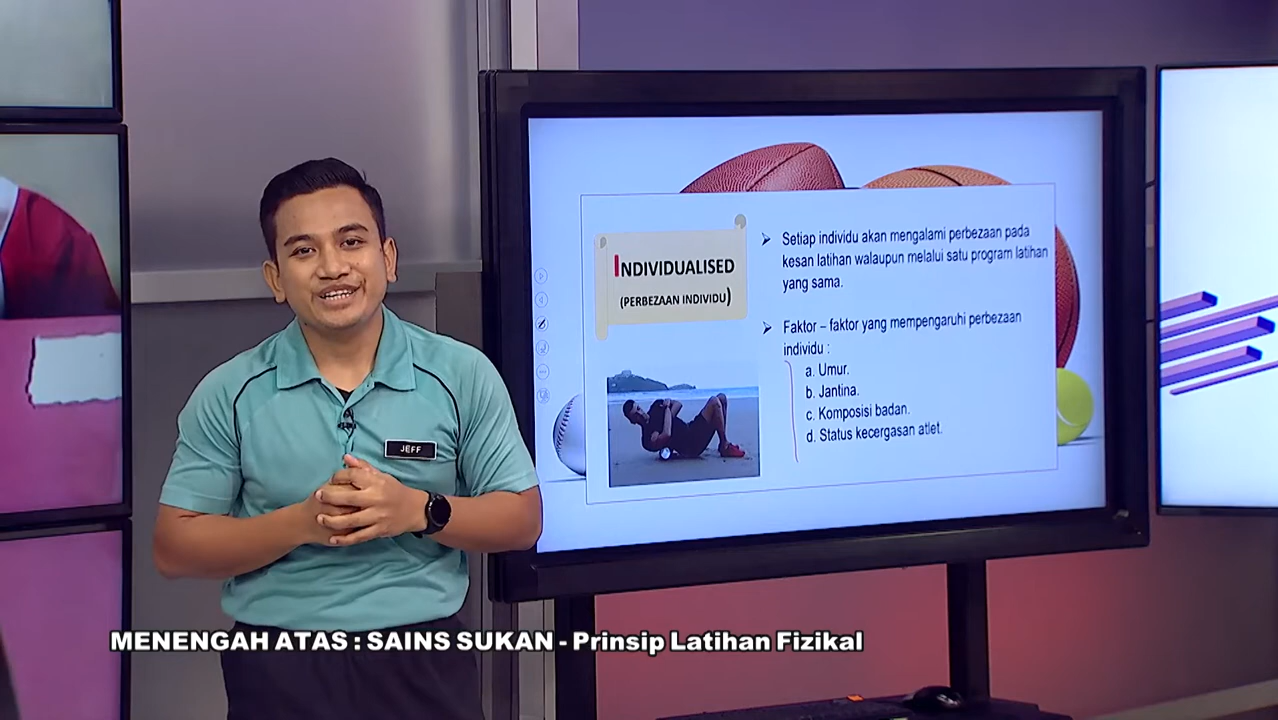 INDIVIDUALISED
(PERBEZAAN INDIVIDU)
Setiap individu akan mengalami perbezaan pada
kesan latihan walaupun melalui satu program latihan
yang sama.
Faktor – faktor yang mempengaruhi perbezaan
individu :
a. Umur.
b. Jantina.
c. Komposisi badan.
d. Status kecergasan atlet.
JEFF
MENENGAH ATAS : SAINS SUKAN - Prinsip Latihan Fizikal